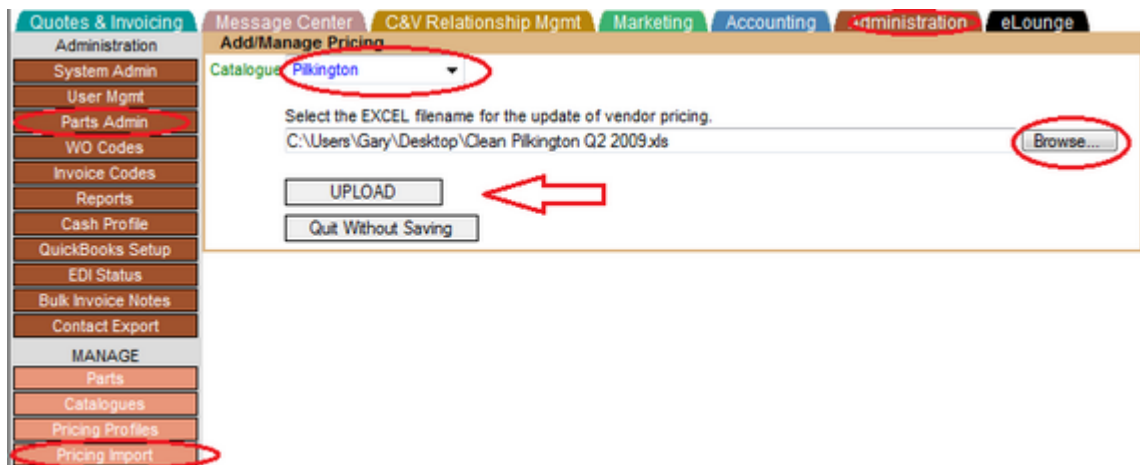 Quotes & Invoicing Message Center C&V Relationship Mgmt Marketing Accounting Administration eLounge
Administration
Add/Manage Pricing
System Admin
Catalogue Pilkington
User Mgmt
Parts Admin
Select the EXCEL filename for the update of vendor pricing.
WO Codes
C:\Users\Gary\Desktop\Clean Pilkington Q2 2009.xls Browse...
Invoice Codes
Reports
UPLOAD
Cash Profile
Quit Without Saving
QuickBooks Setup
EDI Status
Bulk Invoice Notes
Contact Export
MANAGE
Parts
Catalogues
Pricing Profiles
Pricing Import